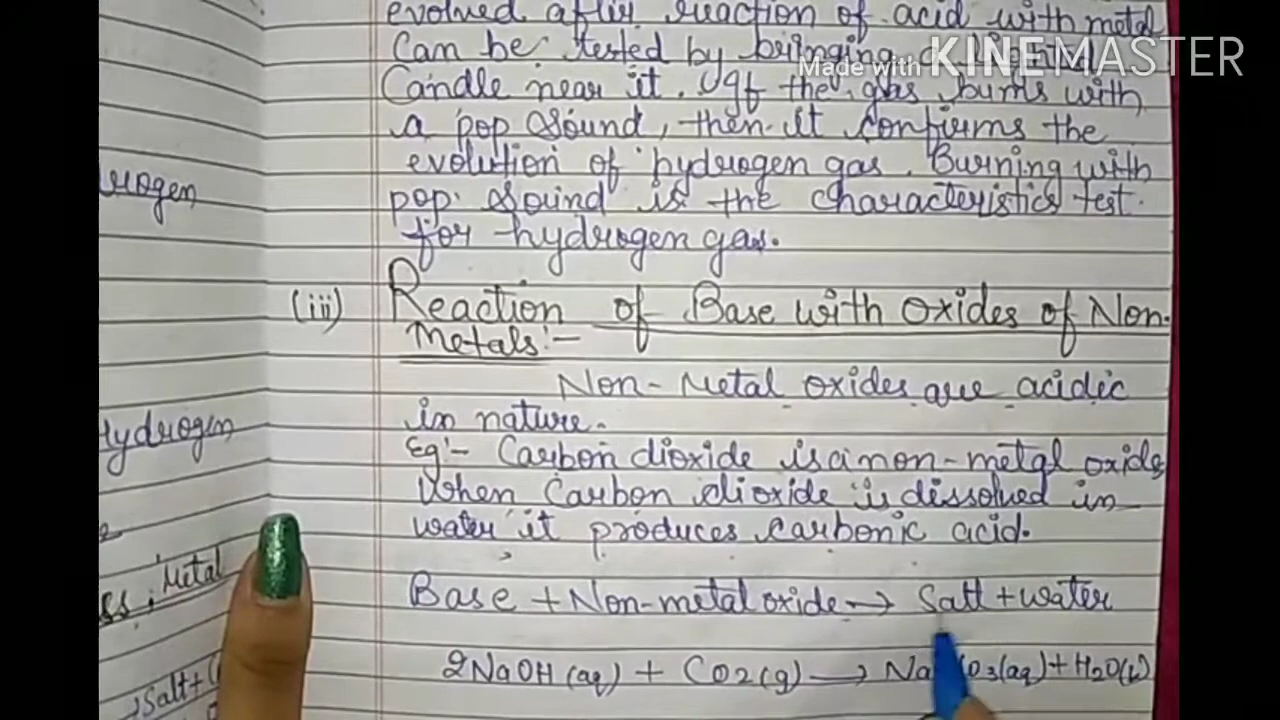 evolved after reaction of acid with metal
Can be tested by bringing a
Made with KINEMASTER
Candle near it. If the gas burns with
a pop sound, then it confirms the
evolution of hydrogen gas. Burning with
rogen
pop sound is the characteristics test
for hydrogen gas.
(iii) Reaction of Base with Oxides of Non-
Metals:-
Non-Metal oxides are acidic
in nature.
Hydrogen
Eg:- Carbon dioxide is a non-metal oxide
When Carbon dioxide is dissolved in
water it produces carbonic acid.
ss; Metal
Base + Non-metal oxide → Salt + water
2NaOH (aq) + CO2 (g) → Na O3 (aq) + H2O(l)
→ Salt + (